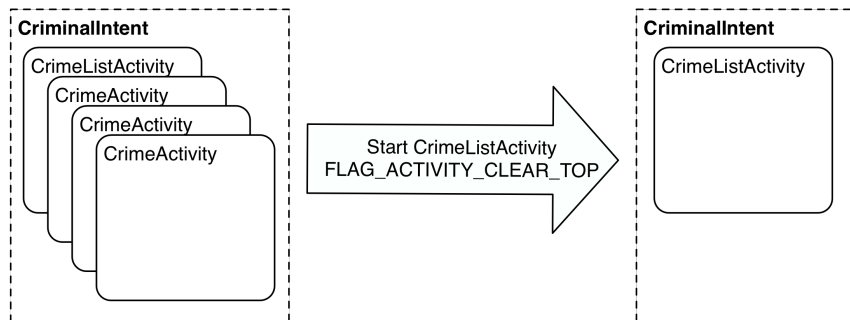 CriminalIntent
CrimeListActivity
CrimeActivity
CrimeActivity
CrimeActivity
Start CrimeListActivity
FLAG_ACTIVITY_CLEAR_TOP
CriminalIntent
CrimeListActivity